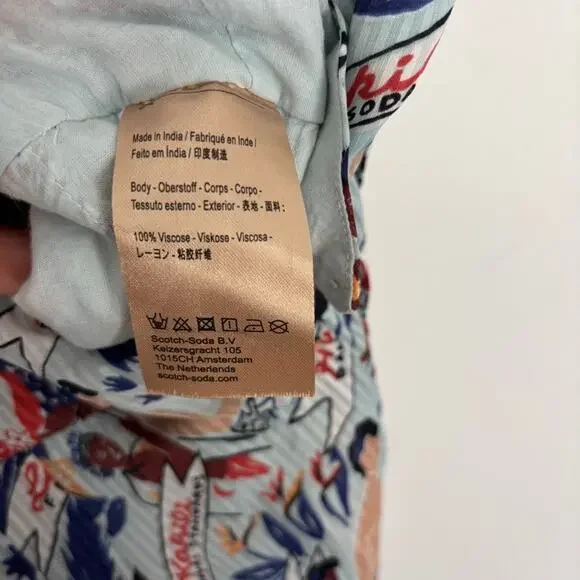 Made in India / Fabriqué en Inde /
Feito em Índia / 印度制造
Body - Oberstoff - Corps - Corpo -
Tessuto esterno - Exterior - 表地 - 面料 :
100% Viscose - Viskose - Viscosa -
レーヨン - 粘胶纤维
Scotch-Soda B.V
Keizersgracht 105
1015CH Amsterdam
The Netherlands
scotch-soda.com
SODA